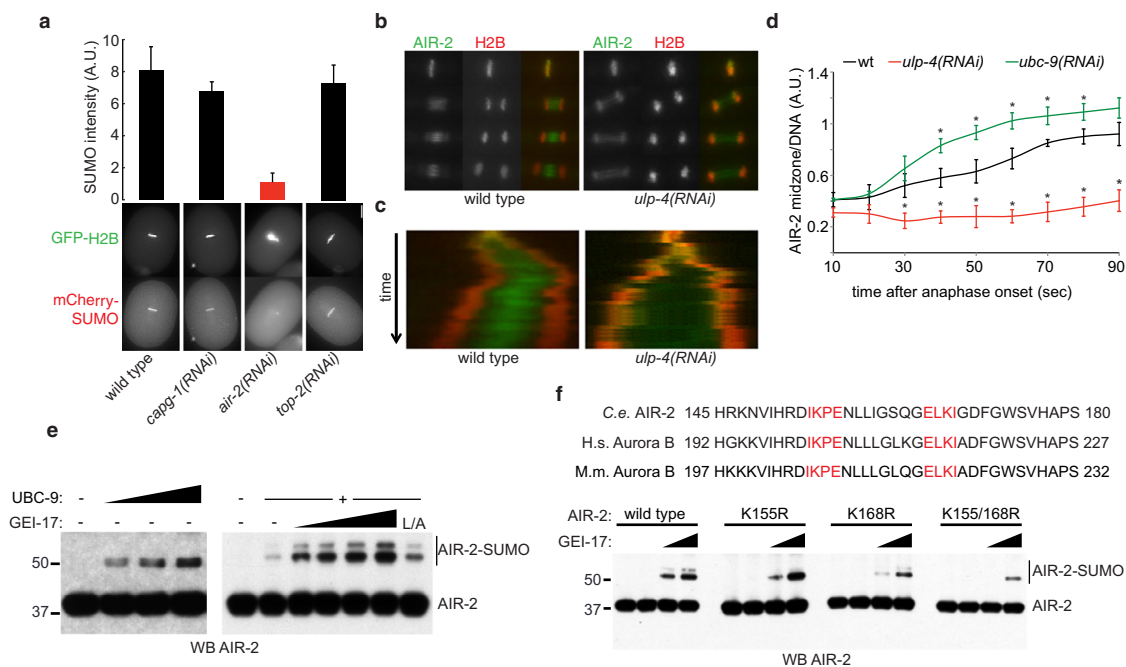 a
SUMO intensity (A.U.)
10
8
6
4
2
0
GFP-H2B
mCherry-
SUMO
wild type
capg-1(RNAi)
air-2(RNAi)
top-2(RNAi)
b
AIR-2 H2B AIR-2 H2B
wild type ulp-4(RNAi)
c
time
wild type ulp-4(RNAi)
d
wt ulp-4(RNAi) ubc-9(RNAi)
AIR-2 midzone/DNA (A.U.)
1.4
1
0.6
0.2
* * * * * *
* * * * * * *
10 30 50 70 90
time after anaphase onset (sec)
e
UBC-9: - - +
GEI-17: - - - - - - L/A
50
37
AIR-2-SUMO
AIR-2
WB AIR-2
f
C.e. AIR-2 145 HRKNVIHRDIKPENLLIGSQGELKIGDFGWSVHAPS 180
H.s. Aurora B 192 HGKKVIHRDIKPENLLLGLKGELKIADFGWSVHAPS 227
M.m. Aurora B 197 HKKKVIHRDIKPENLLLGLQGELKIADFGWSVHAPS 232
AIR-2: wild type K155R K168R K155/168R
GEI-17:
50
37
AIR-2-SUMO
AIR-2
WB AIR-2